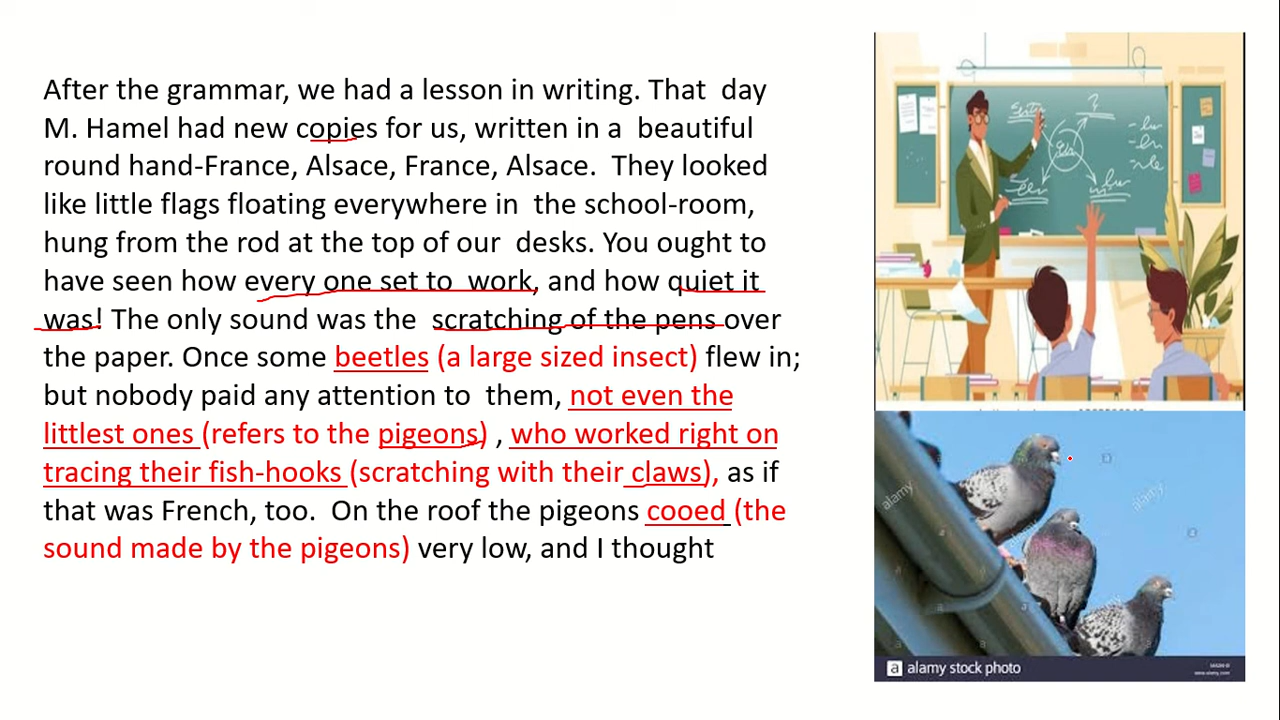 After the grammar, we had a lesson in writing. That day
M. Hamel had new copies for us, written in a beautiful
round hand-France, Alsace, France, Alsace. They looked
like little flags floating everywhere in the school-room,
hung from the rod at the top of our desks. You ought to
have seen how every one set to work, and how quiet it
was! The only sound was the scratching of the pens over
the paper. Once some beetles (a large sized insect) flew in;
but nobody paid any attention to them, not even the
littlest ones (refers to the pigeons) , who worked right on
tracing their fish-hooks (scratching with their claws), as if
that was French, too. On the roof the pigeons cooed (the
sound made by the pigeons) very low, and I thought
alamy
alamy
alamy
a alamy stock photo
www.alamy.com